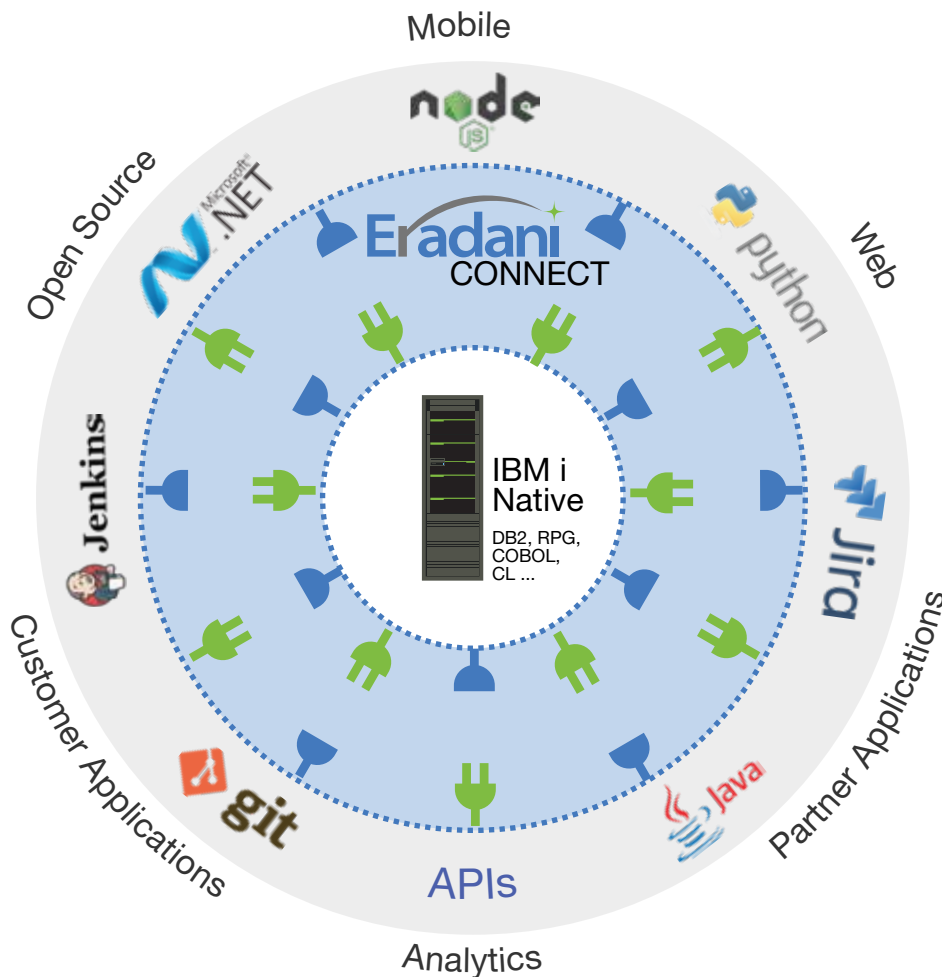 Mobile
node
JS
Open Source
Microsoft®
.NET
Eradani
CONNECT
python
Web
Jenkins
IBM i
Native
DB2, RPG,
COBOL,
CL ...
Jira
Customer Applications
git
Java
Partner Applications
APIs
Analytics